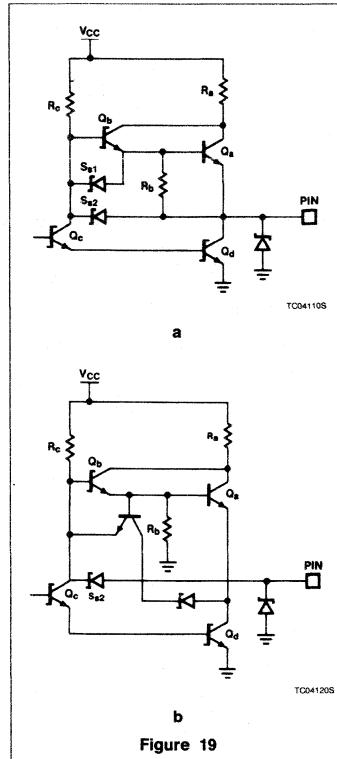 VCC
Rc
Ra
Qb
Qa
Ss1
Rb
Ss2
PIN
Qc
Qd
TC04110S
a
VCC
Rc
Ra
Qb
Qa
Rb
PIN
Qc
Ss2
Qd
TC04120S
b
Figure 19